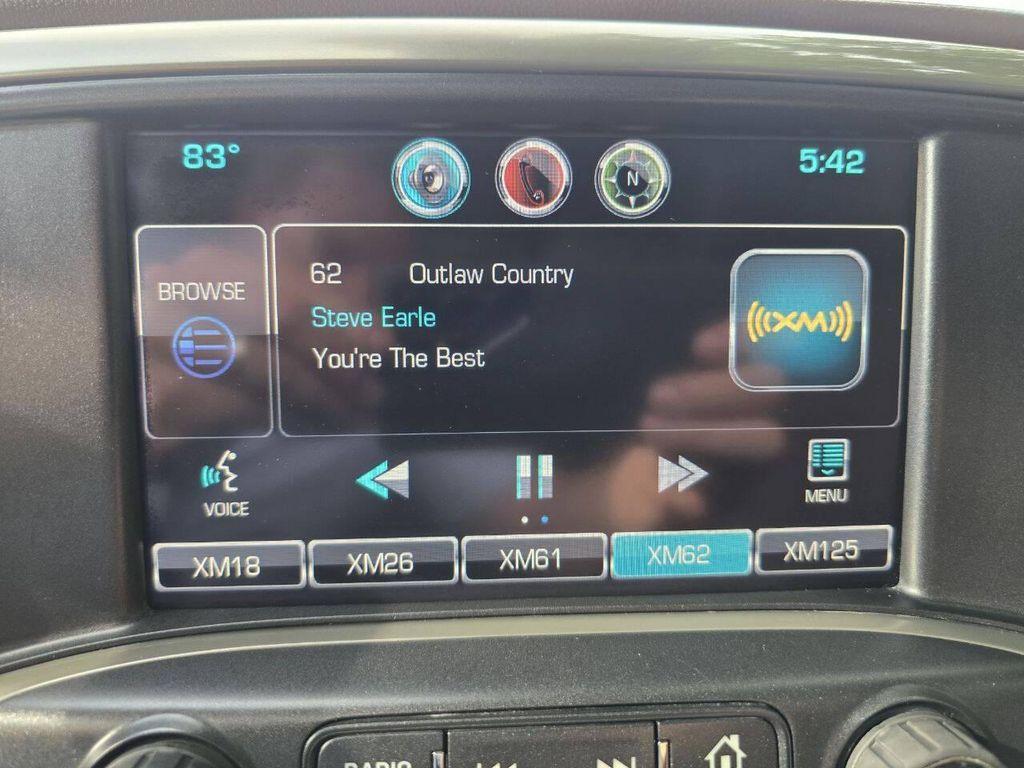 83° N 5:42
BROWSE
62 Outlaw Country
Steve Earle
You're The Best
((XM))
VOICE
MENU
XM18 XM26 XM61 XM62 XM125
RADIO